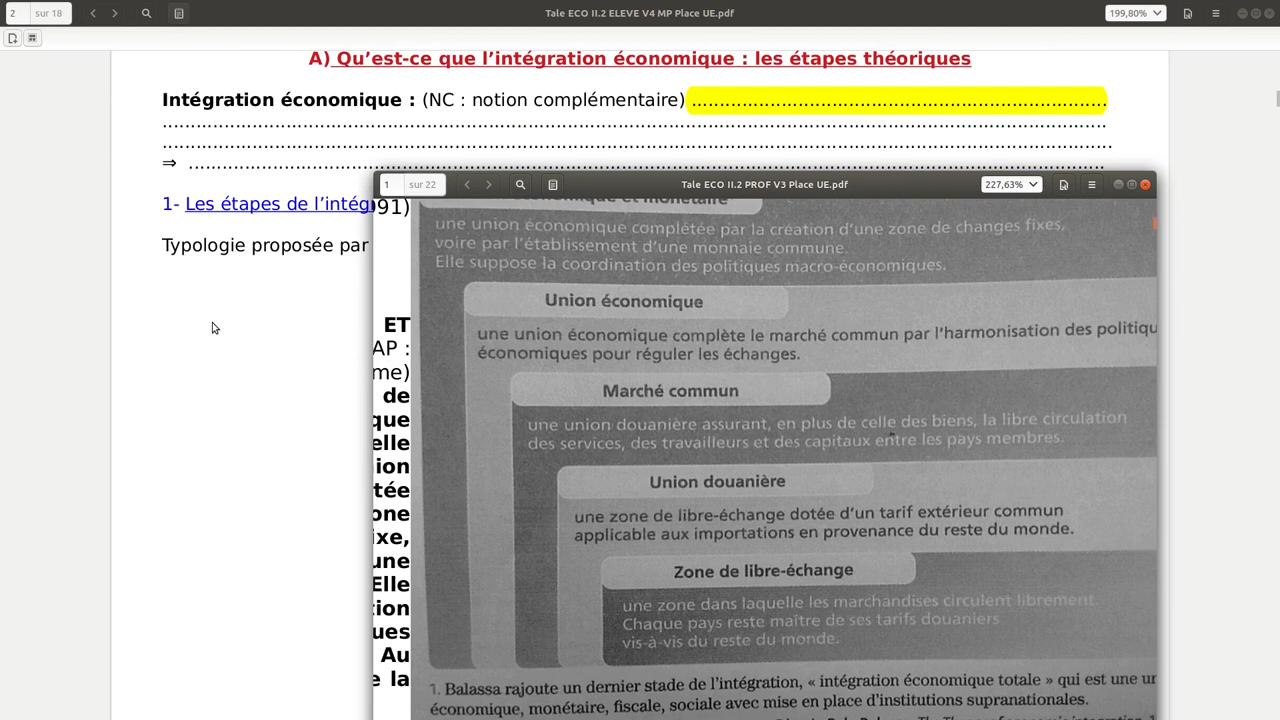 2 sur 18
Tale ECO II.2 ELEVE V4 MP Place UE.pdf
199,80%
A) Qu’est-ce que l’intégration économique : les étapes théoriques
Intégration économique : (NC : notion complémentaire) ..........................................................................
........................................................................................................................................................................
........................................................................................................................................................................
⇒ ...................................................................................................................................................................
1- Les étapes de l’intég
Typologie proposée par
1 sur 22
Tale ECO II.2 PROF V3 Place UE.pdf
227,63%
91)
ET
AP :
me)
de
que
elle
ion
tée
one
ixe,
une
Elle
tion
ues
Au
e la
une union économique complétée par la création d’une zone de changes fixes,
voire par l’établissement d’une monnaie commune.
Elle suppose la coordination des politiques macro-économiques.
Union économique
une union économique complète le marché commun par l’harmonisation des politiqu
économiques pour réguler les échanges.
Marché commun
une union douanière assurant, en plus de celle des biens, la libre circulation
des services, des travailleurs et des capitaux entre les pays membres.
Union douanière
une zone de libre-échange dotée d’un tarif extérieur commun
applicable aux importations en provenance du reste du monde.
Zone de libre-échange
une zone dans laquelle les marchandises circulent librement.
Chaque pays reste maître de ses tarifs douaniers
vis-à-vis du reste du monde.
1. Balassa rajoute un dernier stade de l’intégration, « intégration économique totale » qui est une un
économique, monétaire, fiscale, sociale avec mise en place d’institutions supranationales.